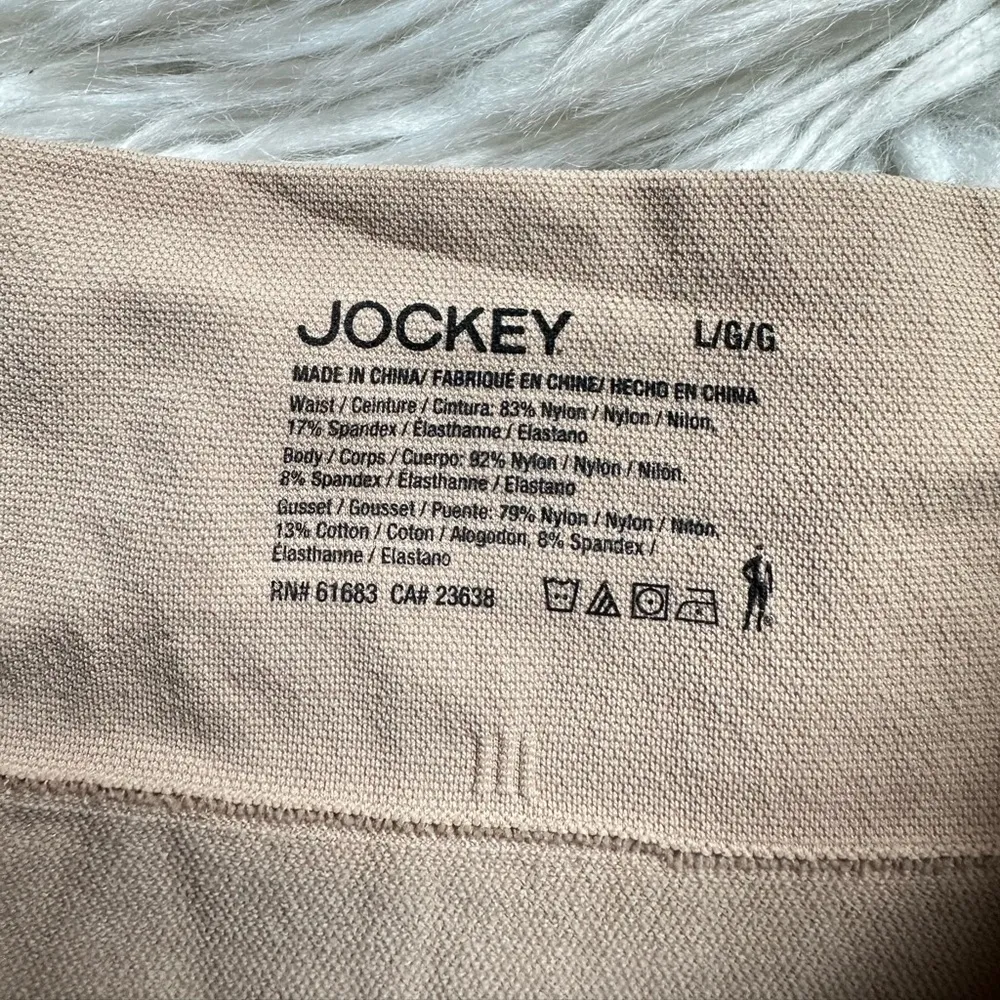 JOCKEY L/G/G
MADE IN CHINA/ FABRIQUÉ EN CHINE/ HECHO EN CHINA
Waist / Ceinture / Cintura: 83% Nylon / Nylon / Nilón,
17% Spandex / Élasthanne / Elastano
Body / Corps / Cuerpo: 92% Nylon / Nylon / Nilón,
8% Spandex / Élasthanne / Elastano
Gusset / Gousset / Puente: 79% Nylon / Nylon / Nilón,
13% Cotton / Coton / Alogodón, 8% Spandex /
Élasthanne / Elastano
RN# 61683 CA# 23638